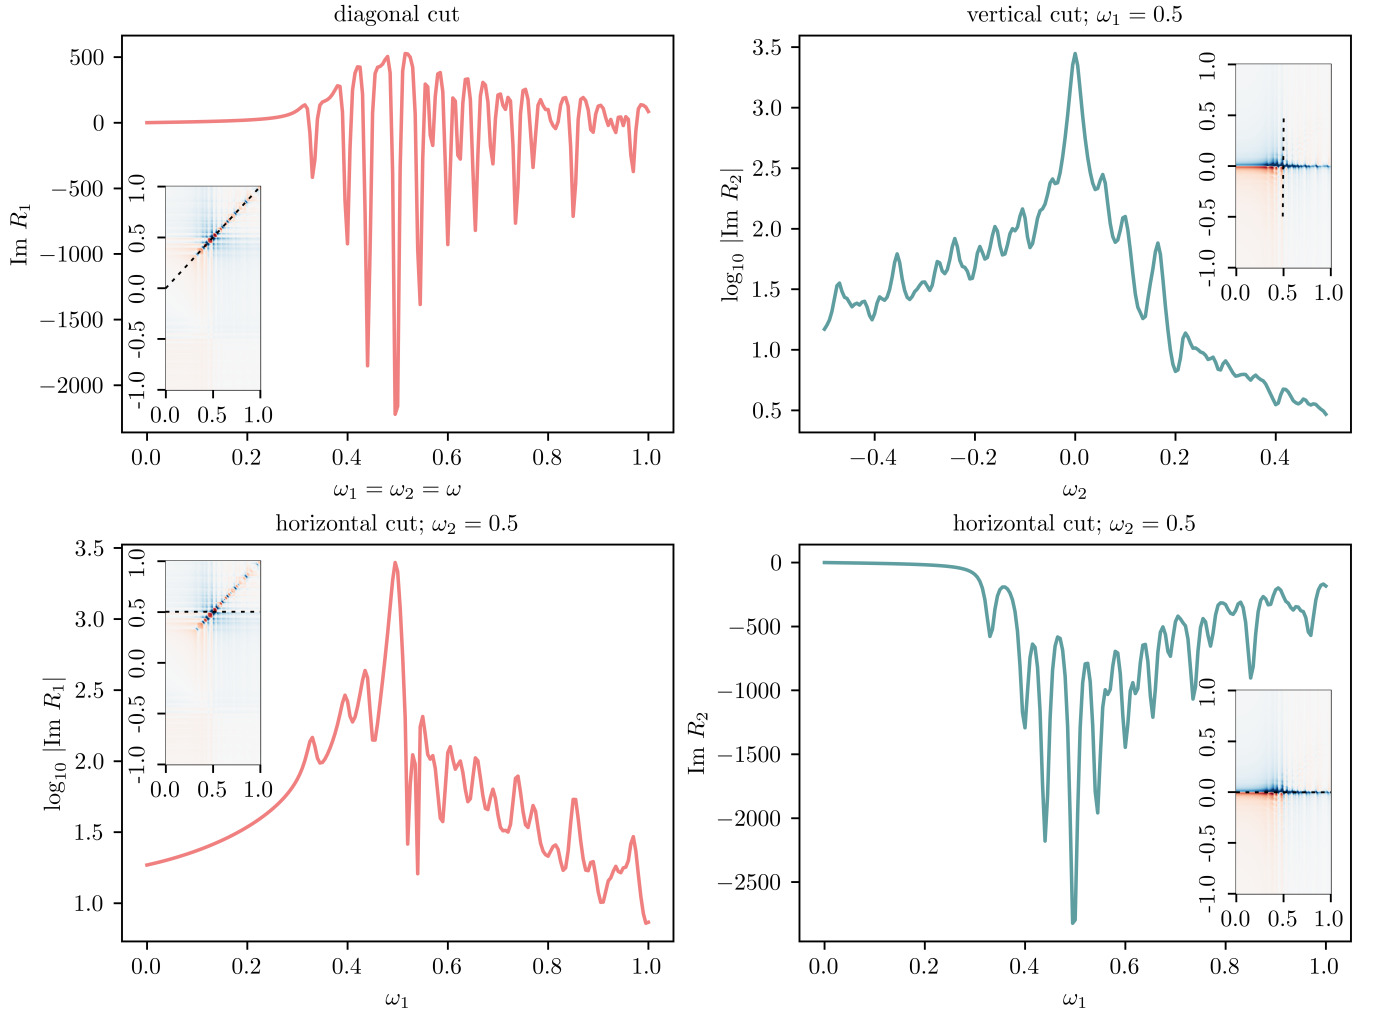 diagonal cut
500
0
−500
−1000
−1500
−2000
Im R₁
0.0 0.2 0.4 0.6 0.8 1.0
ω₁ = ω₂ = ω
1.0
0.5
0.0
-0.5
-1.0
0.0 0.5 1.0
vertical cut; ω₁ = 0.5
3.5
3.0
2.5
2.0
1.5
1.0
0.5
log₁₀ |Im R₂|
−0.4 −0.2 0.0 0.2 0.4
ω₂
1.0
0.5
0.0
-0.5
-1.0
0.0 0.5 1.0
horizontal cut; ω₂ = 0.5
3.5
3.0
2.5
2.0
1.5
1.0
log₁₀ |Im R₁|
0.0 0.2 0.4 0.6 0.8 1.0
ω₁
1.0
0.5
0.0
-0.5
-1.0
0.0 0.5 1.0
horizontal cut; ω₂ = 0.5
0
−500
−1000
−1500
−2000
−2500
Im R₂
0.0 0.2 0.4 0.6 0.8 1.0
ω₁
1.0
0.5
0.0
-0.5
-1.0
0.0 0.5 1.0